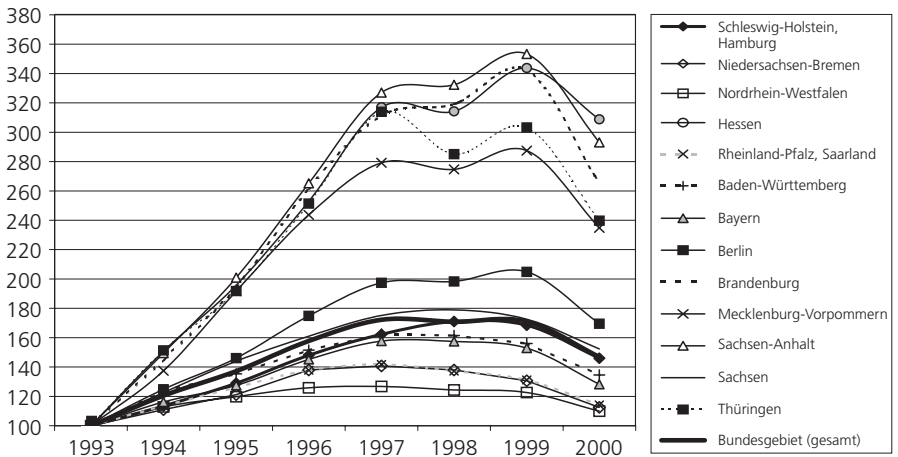 380
360
340
320
300
280
260
240
220
200
180
160
140
120
100
1993 1994 1995 1996 1997 1998 1999 2000
Schleswig-Holstein,
Hamburg
Niedersachsen-Bremen
Nordrhein-Westfalen
Hessen
Rheinland-Pfalz, Saarland
Baden-Württemberg
Bayern
Berlin
Brandenburg
Mecklenburg-Vorpommern
Sachsen-Anhalt
Sachsen
Thüringen
Bundesgebiet (gesamt)